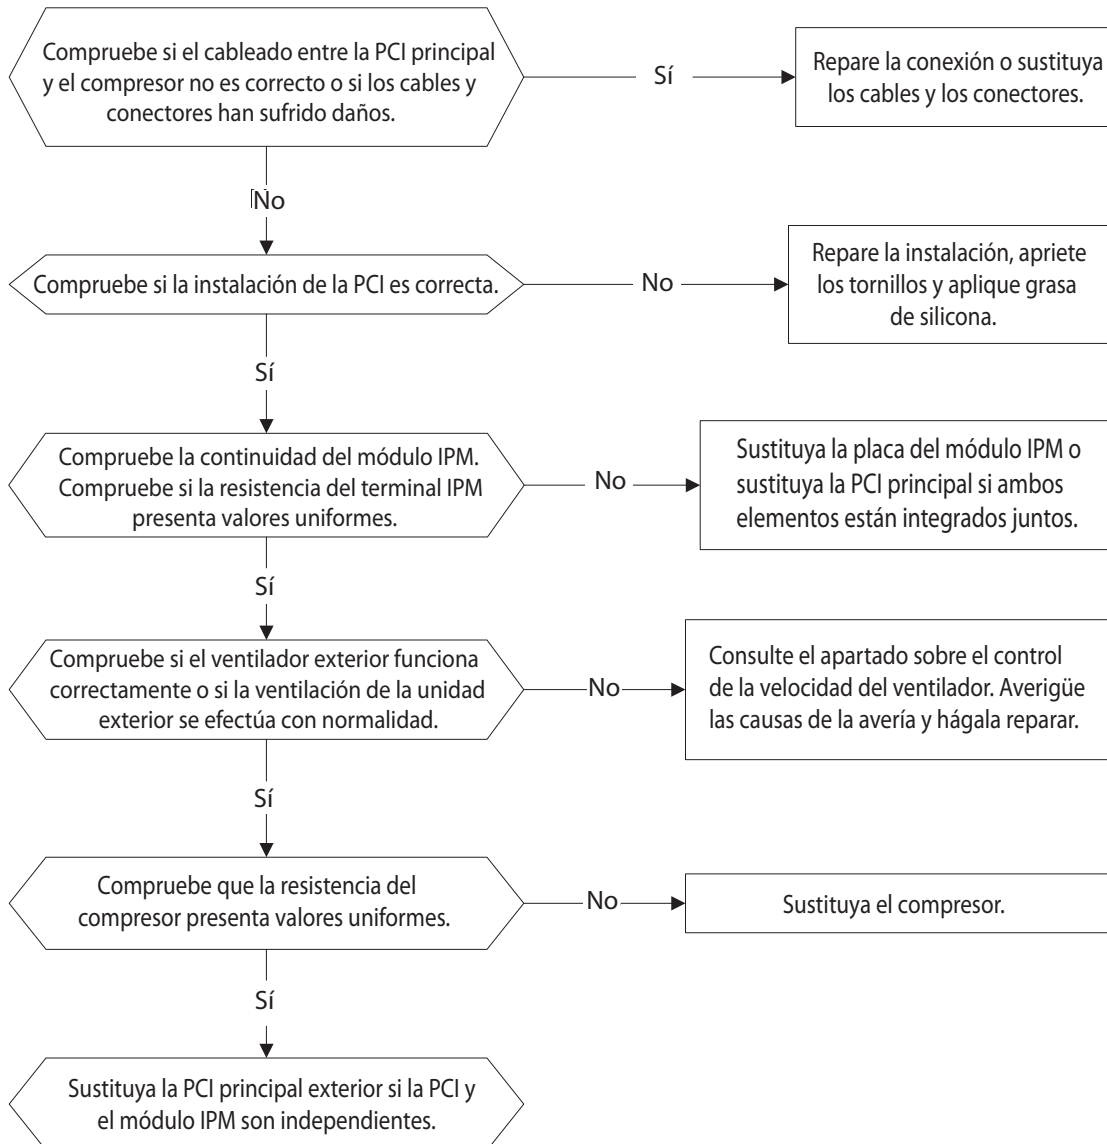 Compruebe si el cableado entre la PCI principal
y el compresor no es correcto o si los cables y
conectores han sufrido daños.
Sí
Repare la conexión o sustituya
los cables y los conectores.
No
Compruebe si la instalación de la PCI es correcta.
No
Repare la instalación, apriete
los tornillos y aplique grasa
de silicona.
Sí
Compruebe la continuidad del módulo IPM.
Compruebe si la resistencia del terminal IPM
presenta valores uniformes.
No
Sustituya la placa del módulo IPM o
sustituya la PCI principal si ambos
elementos están integrados juntos.
Sí
Compruebe si el ventilador exterior funciona
correctamente o si la ventilación de la unidad
exterior se efectúa con normalidad.
No
Consulte el apartado sobre el control
de la velocidad del ventilador. Averigüe
las causas de la avería y hágala reparar.
Sí
Compruebe que la resistencia del
compresor presenta valores uniformes.
No
Sustituya el compresor.
Sí
Sustituya la PCI principal exterior si la PCI y
el módulo IPM son independientes.